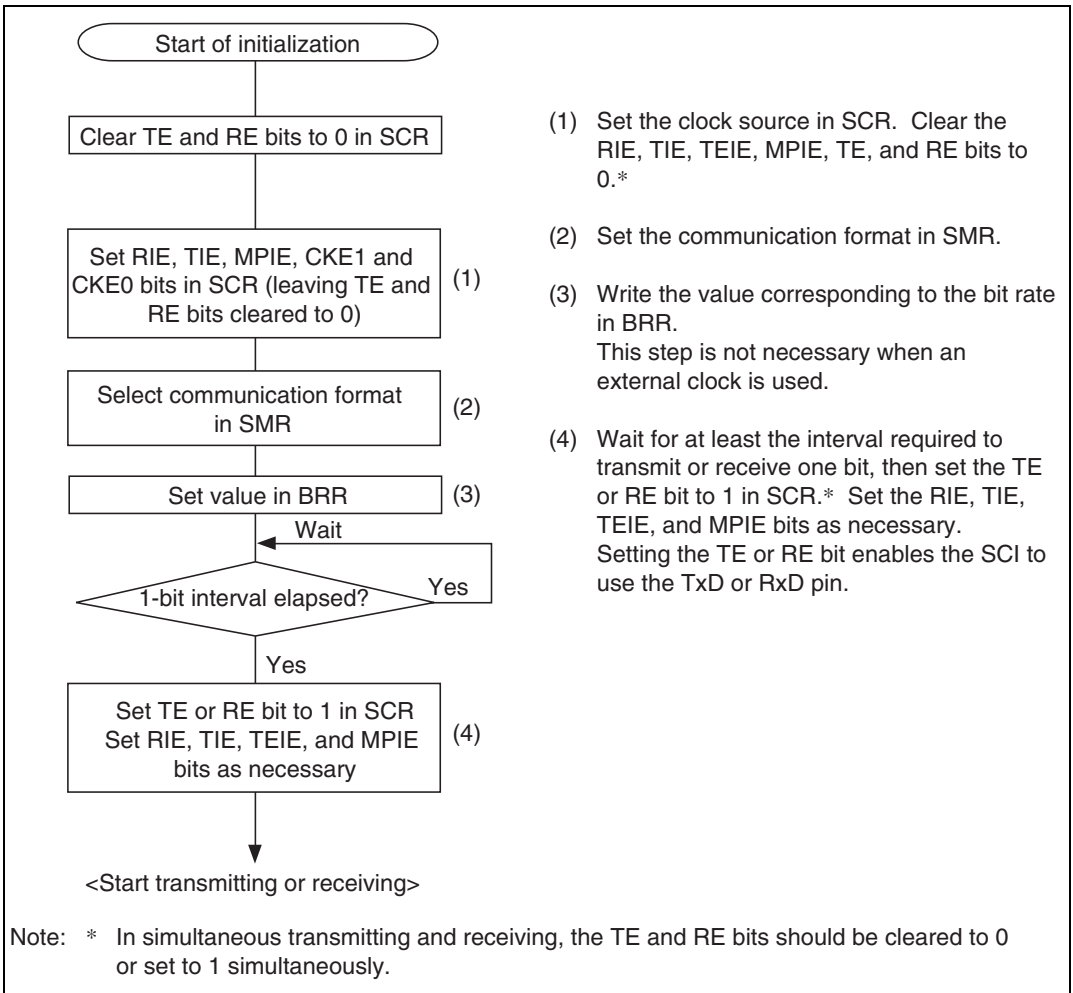 Start of initialization
Clear TE and RE bits to 0 in SCR
Set RIE, TIE, MPIE, CKE1 and
CKE0 bits in SCR (leaving TE and
RE bits cleared to 0)
(1)
Select communication format
in SMR
(2)
Set value in BRR
(3)
Wait
1-bit interval elapsed?
Yes
Yes
Set TE or RE bit to 1 in SCR
Set RIE, TIE, TEIE, and MPIE
bits as necessary
(4)
<Start transmitting or receiving>
(1) Set the clock source in SCR. Clear the
RIE, TIE, TEIE, MPIE, TE, and RE bits to
0.*
(2) Set the communication format in SMR.
(3) Write the value corresponding to the bit rate
in BRR.
This step is not necessary when an
external clock is used.
(4) Wait for at least the interval required to
transmit or receive one bit, then set the TE
or RE bit to 1 in SCR.* Set the RIE, TIE,
TEIE, and MPIE bits as necessary.
Setting the TE or RE bit enables the SCI to
use the TxD or RxD pin.
Note: * In simultaneous transmitting and receiving, the TE and RE bits should be cleared to 0
or set to 1 simultaneously.